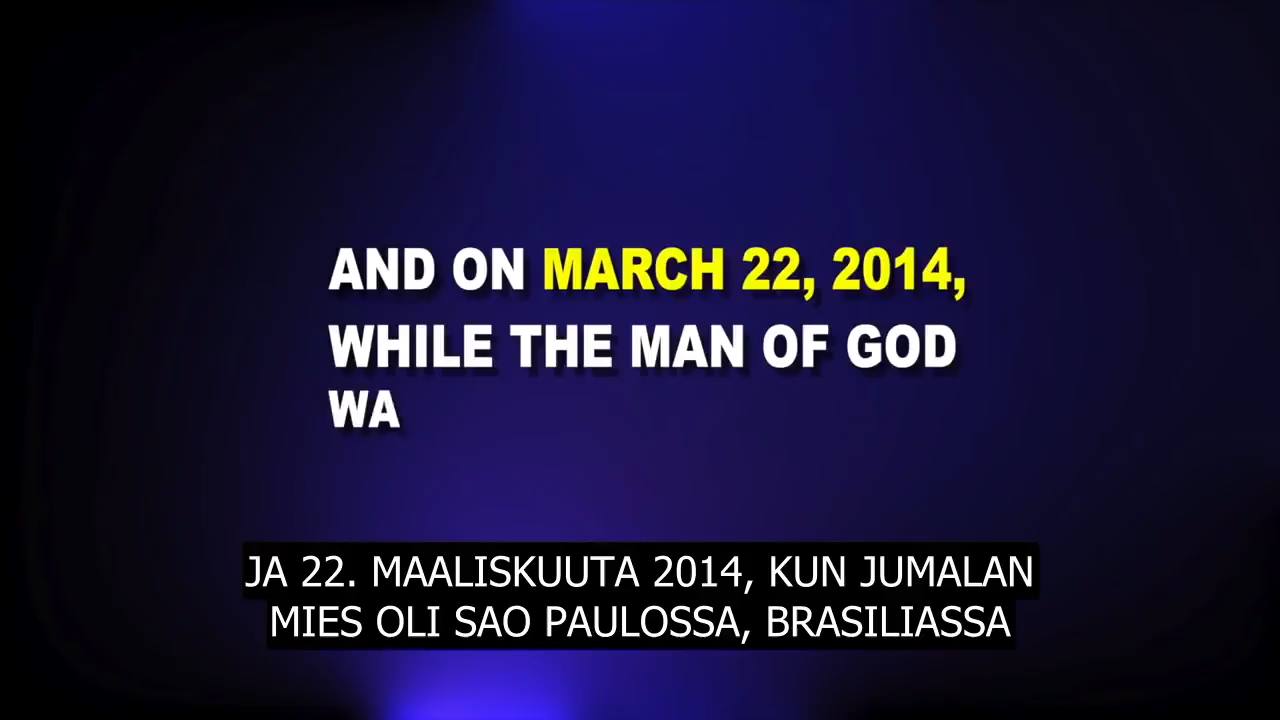 AND ON MARCH 22, 2014,
WHILE THE MAN OF GOD
WA
JA 22. MAALISKUUTA 2014, KUN JUMALAN
MIES OLI SAO PAULOSSA, BRASILIASSA